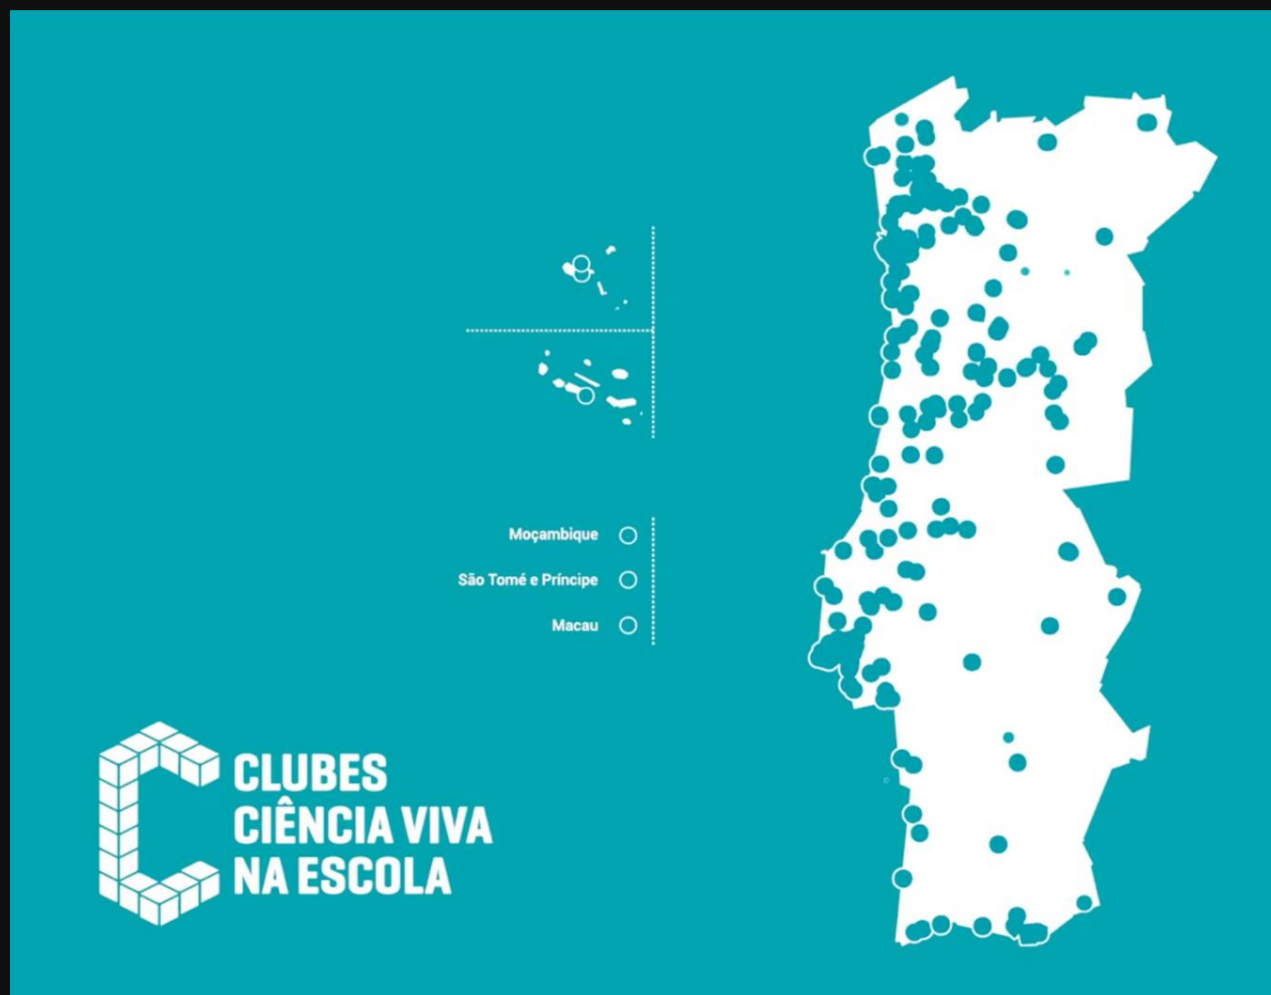 Moçambique
São Tomé e Príncipe
Macau
CLUBES
CIÊNCIA VIVA
NA ESCOLA